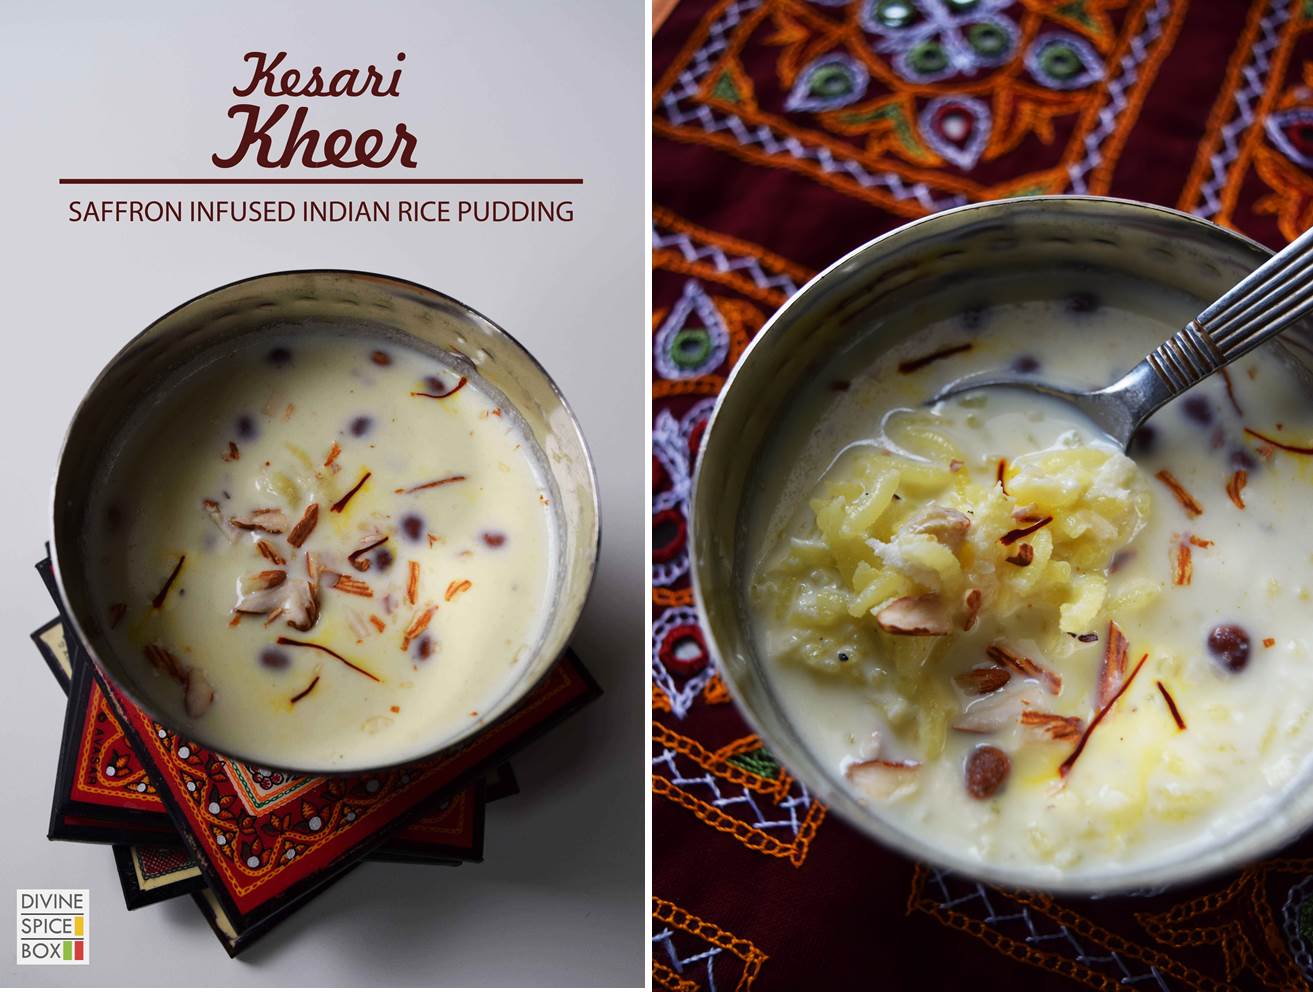 Kesari
Kheer
SAFFRON INFUSED INDIAN RICE PUDDING
DIVINE
SPICE
BOX